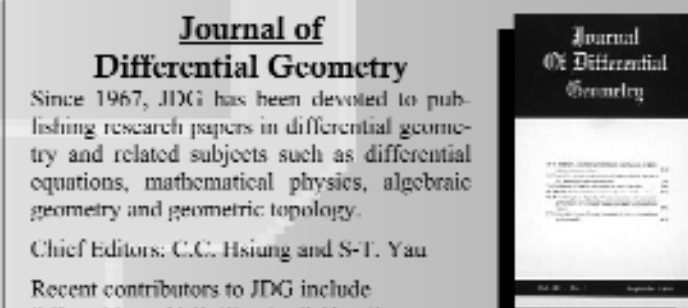 Journal of
Differential Geometry
Since 1967, JDG has been devoted to pub-
lishing research papers in differential geome-
try and related subjects such as differential
equations, mathematical physics, algebraic
geometry and geometric topology.
Chief Editors: C.C. Hsiung and S-T. Yau
Recent contributors to JDG include
Journal
Of Differential
Geometry